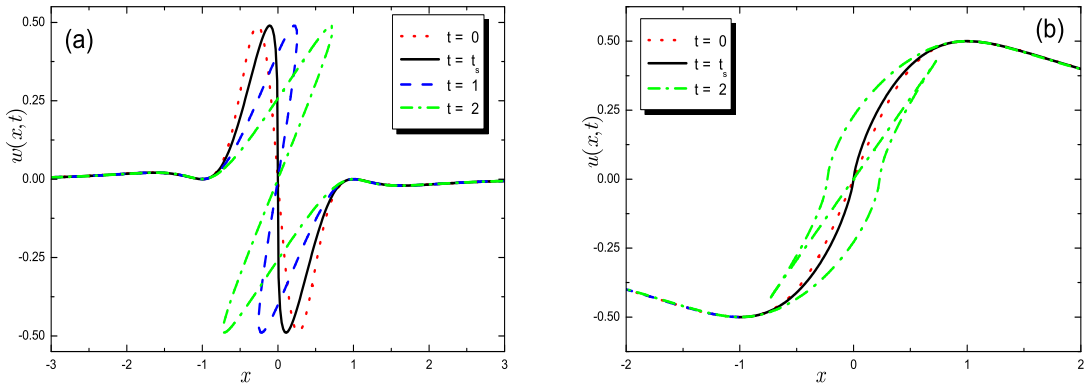 (a)
t = 0
t = t_s
t = 1
t = 2
w(x,t)
0.50
0.25
0.00
-0.25
-0.50
-3 -2 -1 0 1 2 3
x
(b)
t = 0
t = t_s
t = 2
u(x,t)
0.50
0.25
0.00
-0.25
-0.50
-2 -1 0 1 2
x